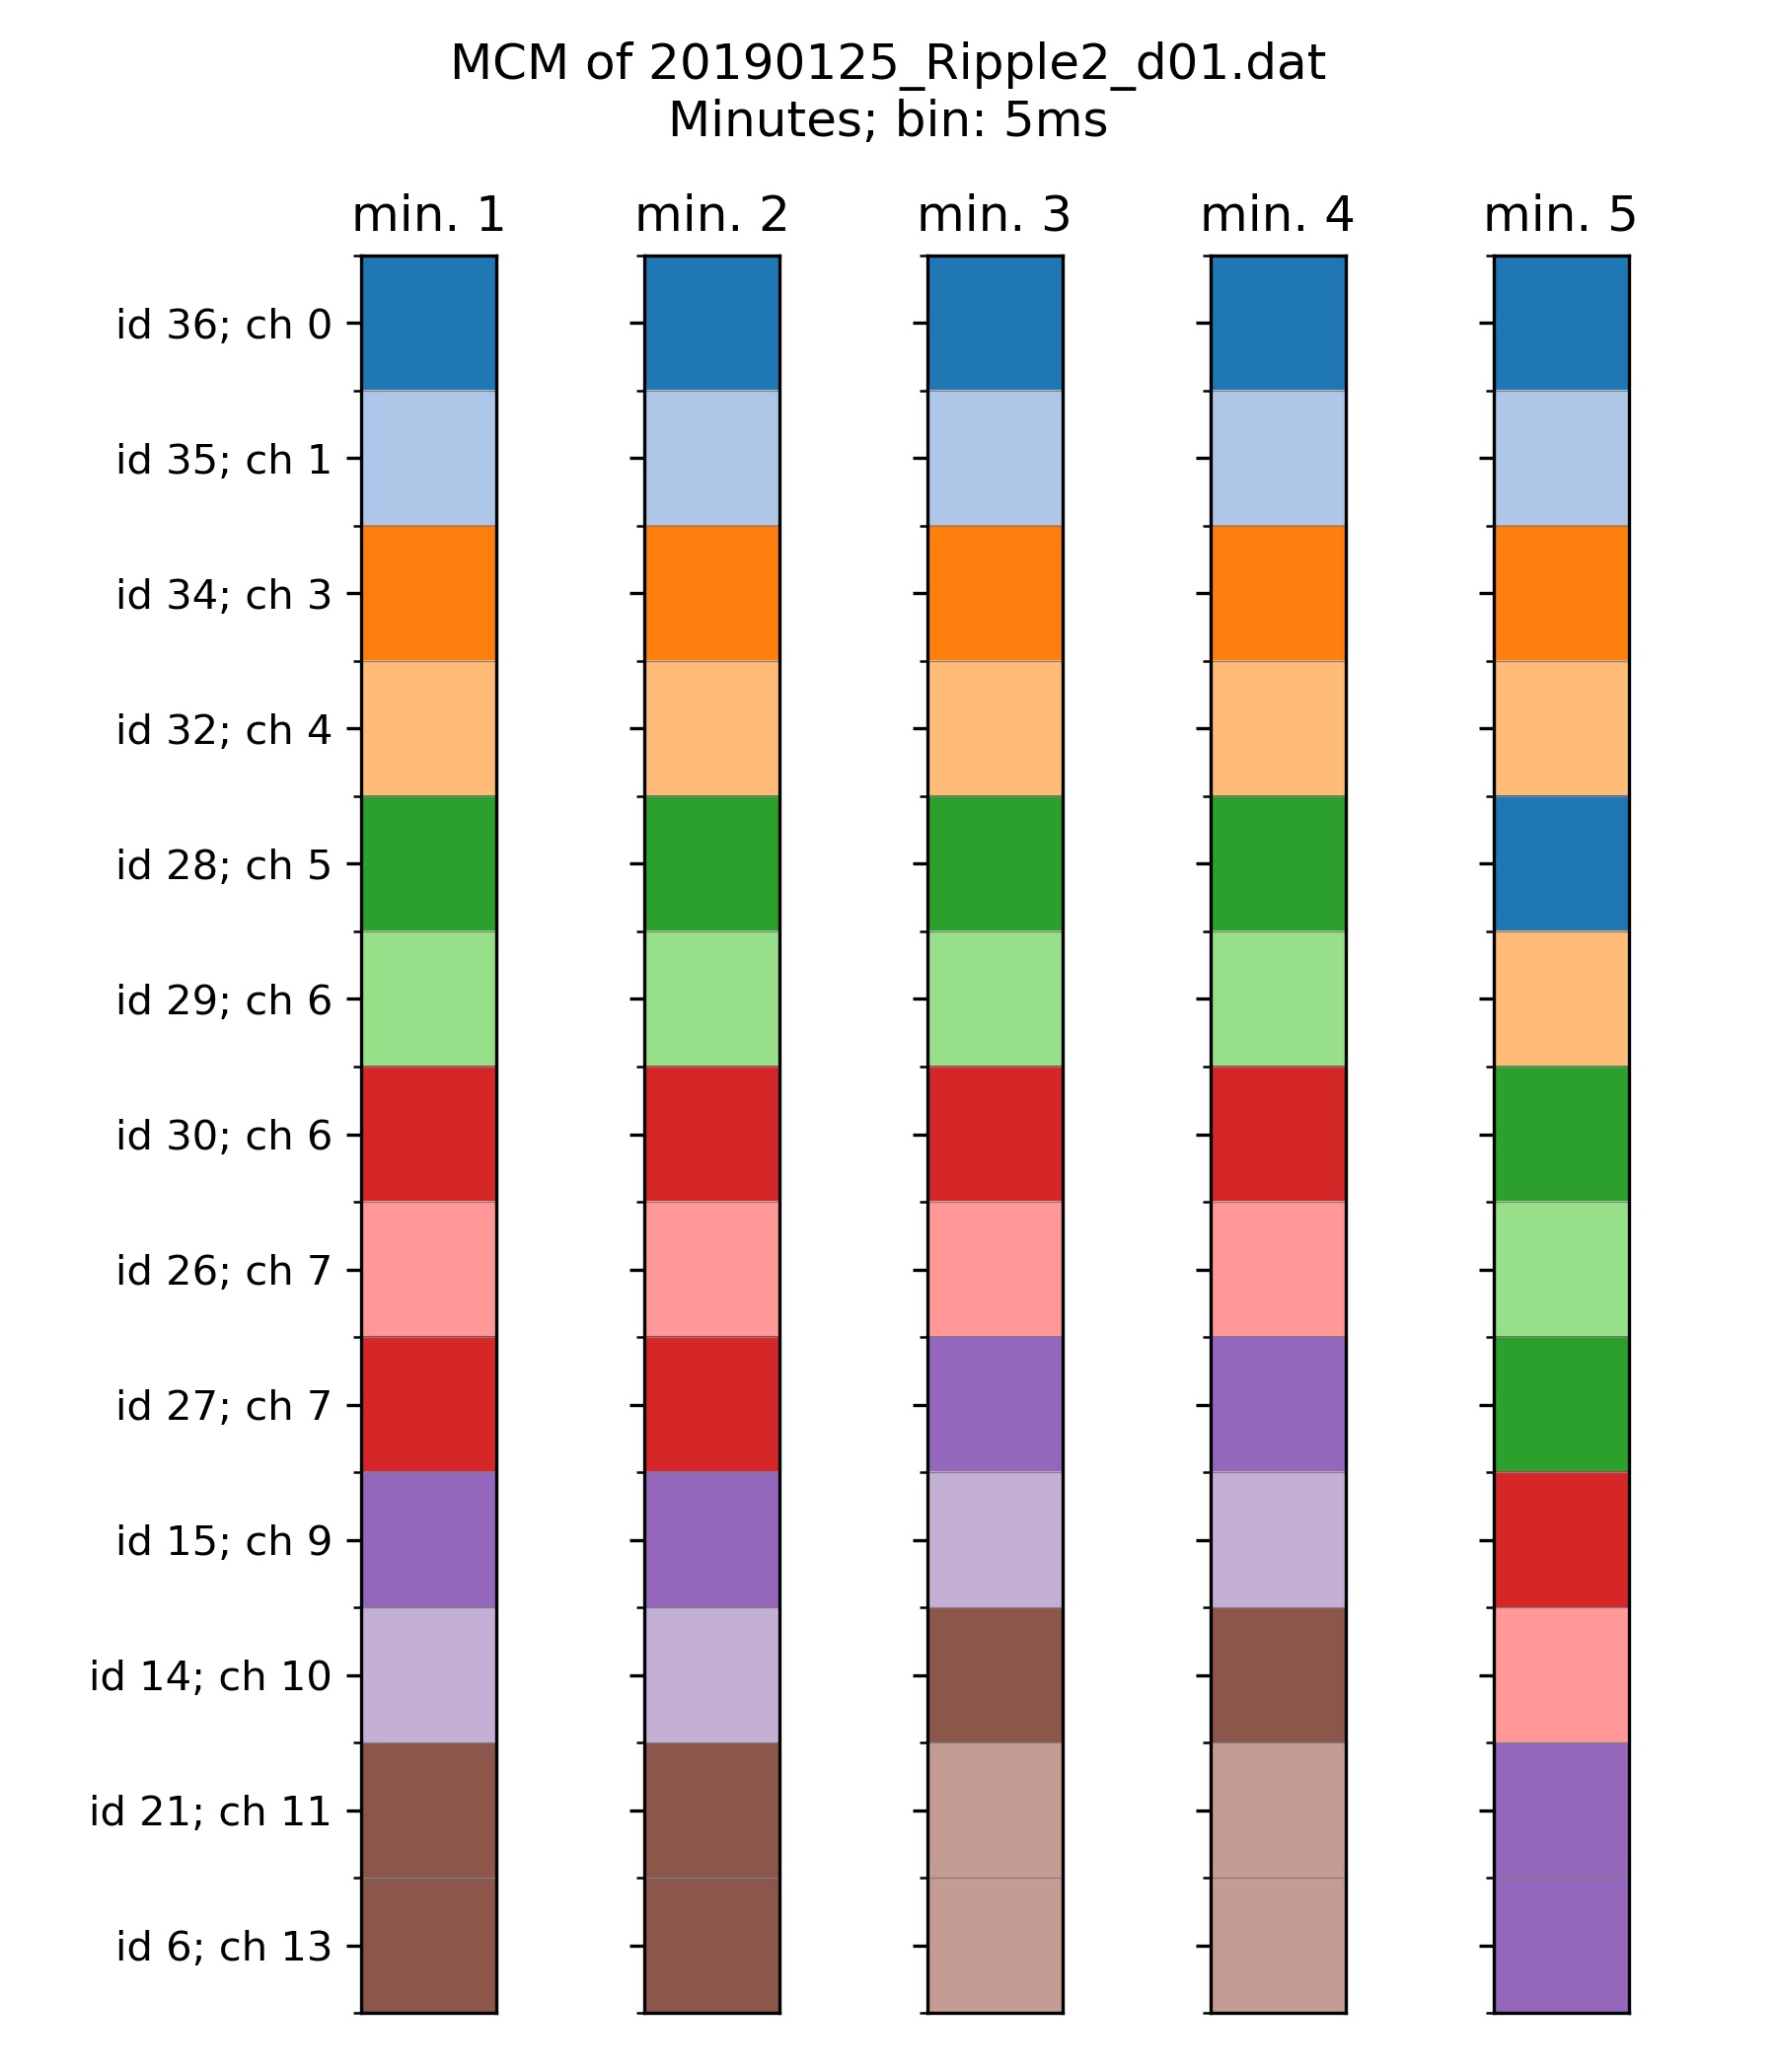 MCM of 20190125_Ripple2_d01.dat
Minutes; bin: 5ms
min. 1 min. 2 min. 3 min. 4 min. 5
id 36; ch 0
id 35; ch 1
id 34; ch 3
id 32; ch 4
id 28; ch 5
id 29; ch 6
id 30; ch 6
id 26; ch 7
id 27; ch 7
id 15; ch 9
id 14; ch 10
id 21; ch 11
id 6; ch 13